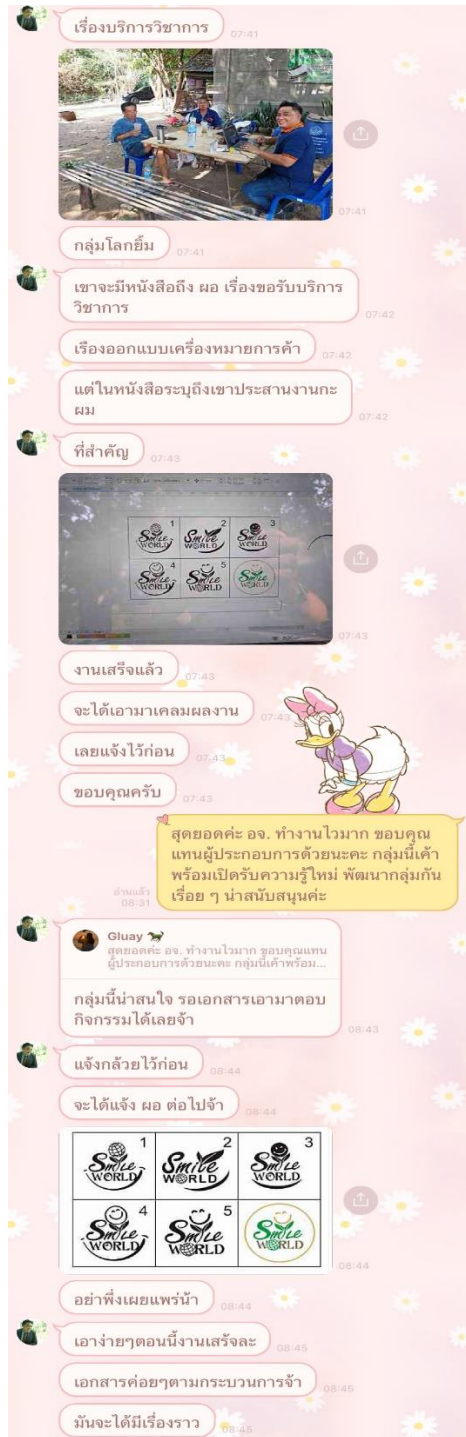 เรื่องบริการวิชาการ
07:41
07:41
กลุ่มโลกยิ้ม
07:41
เขาจะมีหนังสือถึง ผอ เรื่องขอรับบริการ
วิชาการ
07:42
เรืองออกแบบเครื่องหมายการค้า
07:42
แต่ในหนังสือระบุถึงเขาประสานงานกะ
ผม
07:42
ที่สำคัญ
07:43
1
2
3
Smile
WORLD
Smile
WORLD
Smile
WORLD
4
5
Smile
WORLD
Smile
WORLD
Smile
WORLD
07:43
งานเสร็จแล้ว
07:43
จะได้เอามาเคลมผลงาน
07:43
เลยแจ้งไว้ก่อน
07:43
ขอบคุณครับ
07:43
สุดยอดค่ะ อจ. ทำงานไวมาก ขอบคุณ
แทนผู้ประกอบการด้วยนะคะ กลุ่มนี้เค้า
พร้อมเปิดรับความรู้ใหม่ พัฒนากลุ่มกัน
เรื่อย ๆ น่าสนับสนุนค่ะ
อ่านแล้ว
08:31
Gluay
สุดยอดค่ะ อจ. ทำงานไวมาก ขอบคุณแทน
ผู้ประกอบการด้วยนะคะ กลุ่มนี้เค้าพร้อม...
กลุ่มนี้น่าสนใจ รอเอกสารเอามาตอบ
กิจกรรมได้เลยจ้า
08:43
แจ้งกล้วยไว้ก่อน
08:44
จะได้แจ้ง ผอ ต่อไปจ้า
08:44
1
2
3
Smile
WORLD
Smile
WORLD
Smile
WORLD
4
5
Smile
WORLD
Smile
WORLD
Smile
WORLD
08:44
อย่าพึ่งเผยแพร่น้า
08:44
เอาง่ายๆตอนนี้งานเสร้จละ
08:45
เอกสารค่อยๆตามกระบวนการจ้า
08:45
มันจะได้มีเรื่องราว
08:45